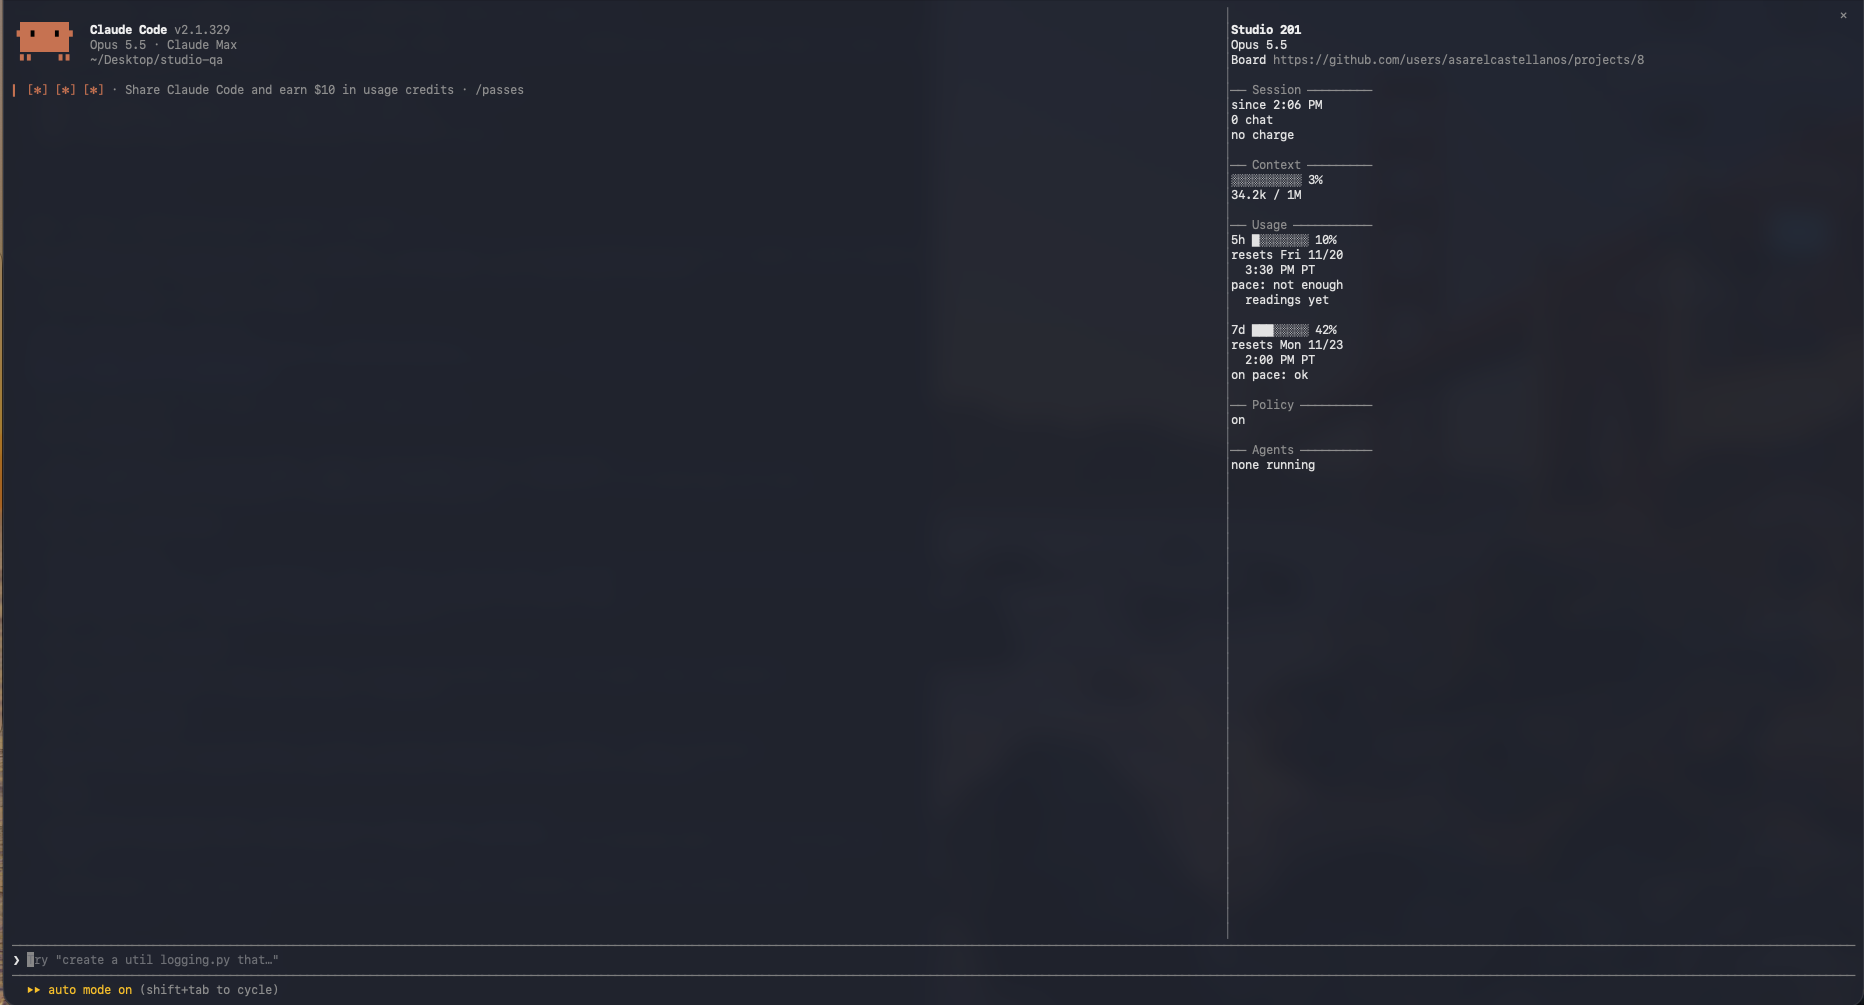 Claude Code v2.1.329
Opus 5.5 · Claude Max
~/Desktop/studio-qa
[*] [*] [*] · Share Claude Code and earn $10 in usage credits · /passes
×
Studio 201
Opus 5.5
Board https://github.com/users/asarelcastellanos/projects/8
Session
since 2:06 PM
0 chat
no charge
Context
3%
34.2k / 1M
Usage
5h 10%
resets Fri 11/20
3:30 PM PT
pace: not enough
readings yet
7d 42%
resets Mon 11/23
2:00 PM PT
on pace: ok
Policy
on
Agents
none running
❯ Try "create a util logging.py that…"
⏵⏵ auto mode on (shift+tab to cycle)